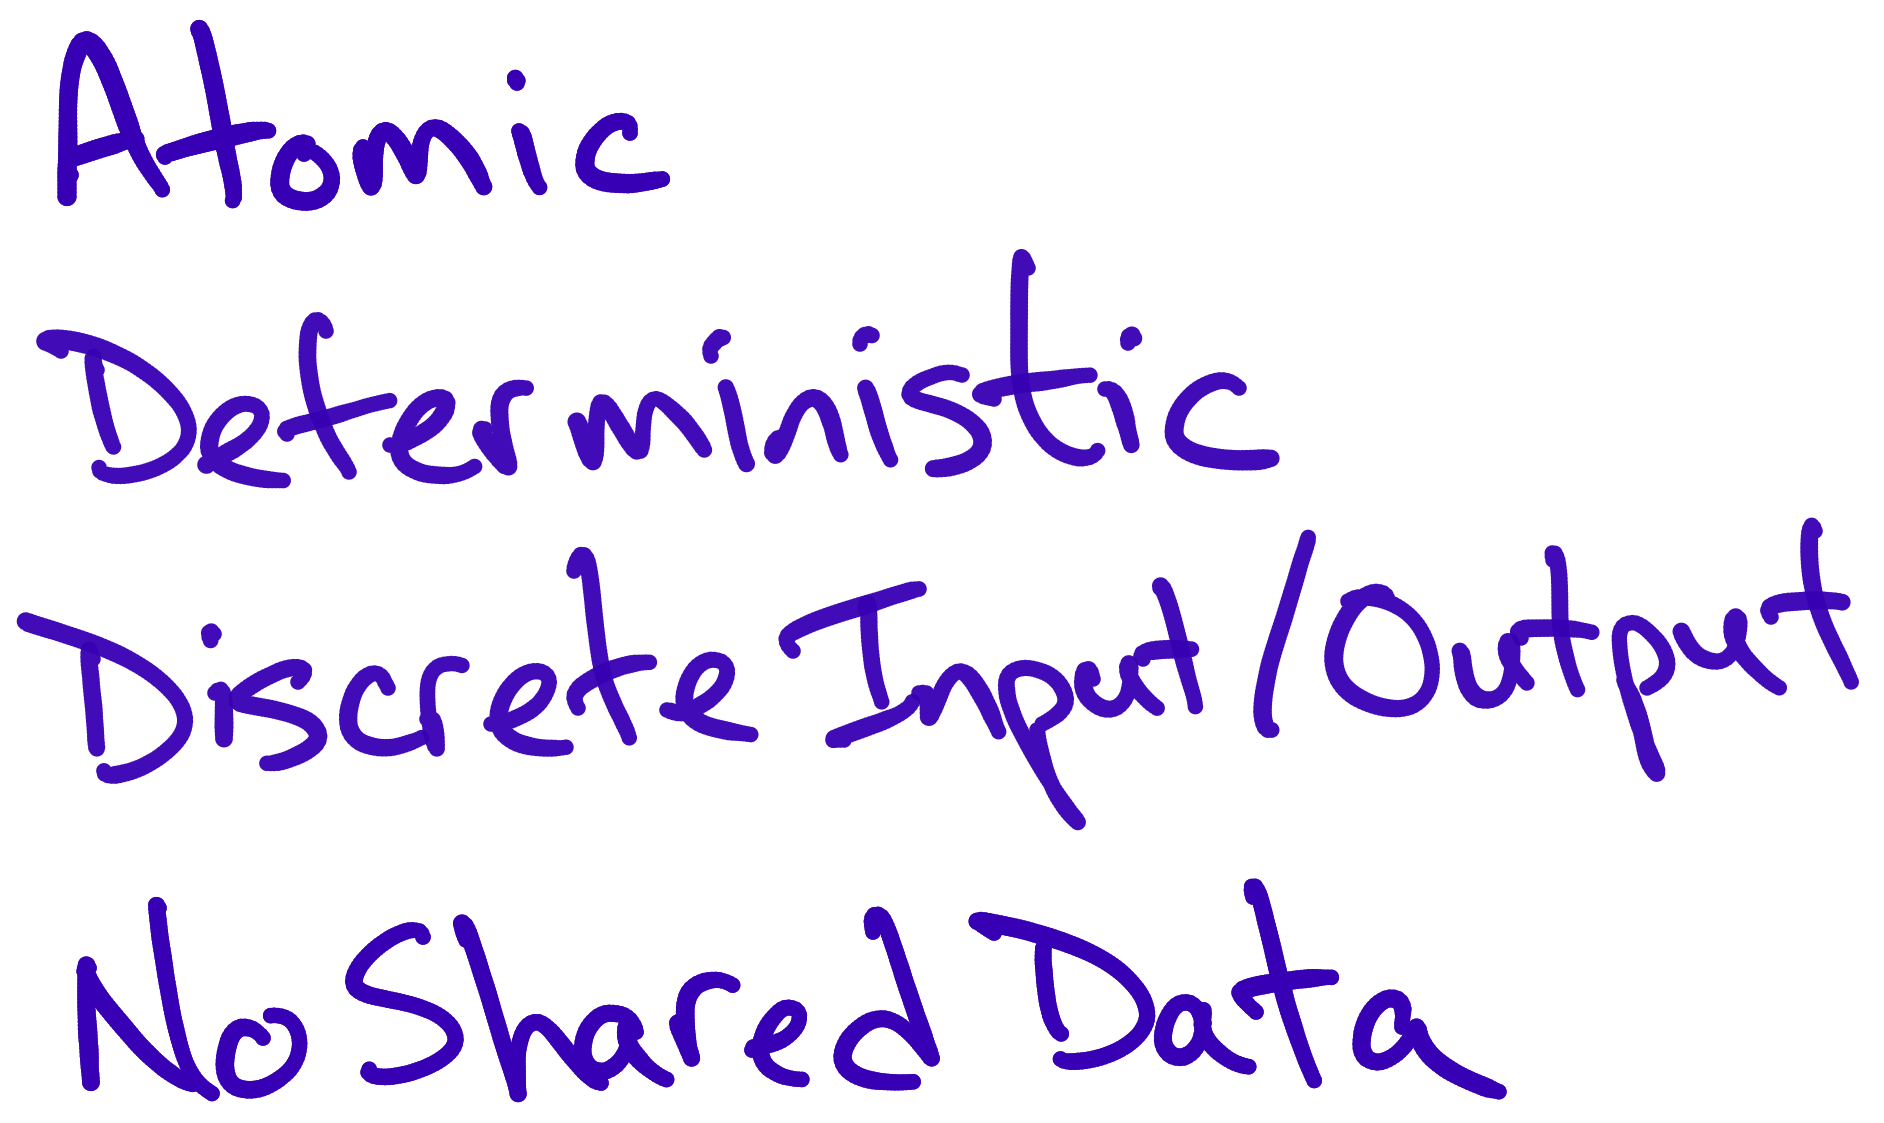 Atomic
Deterministic
Discrete Input/Output
No Shared Data